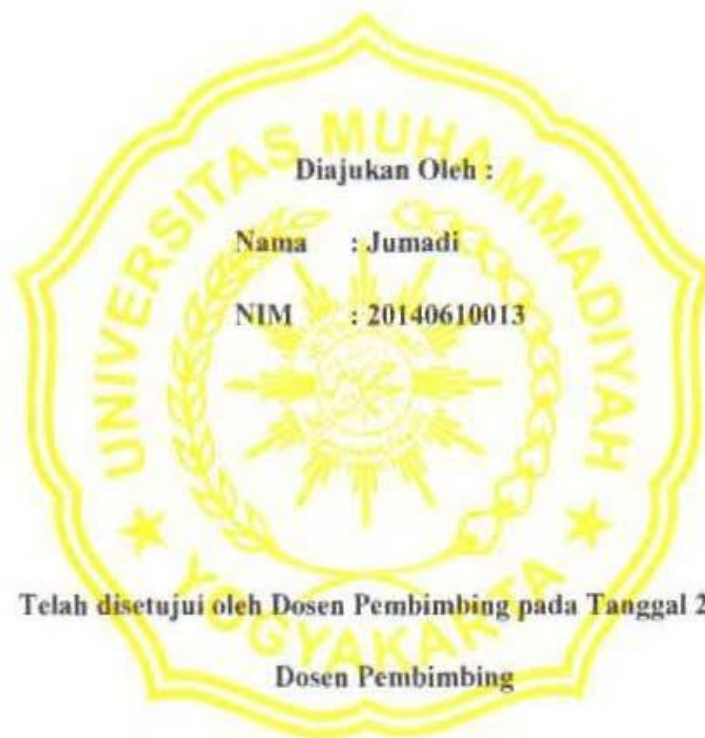 UNIVERSITAS MUHAMMADIYAH
Diajukan Oleh :
Nama : Jumadi
NIM : 20140610013
YOGYAKARTA
Telah disetujui oleh Dosen Pembimbing pada Tanggal 2
Dosen Pembimbing